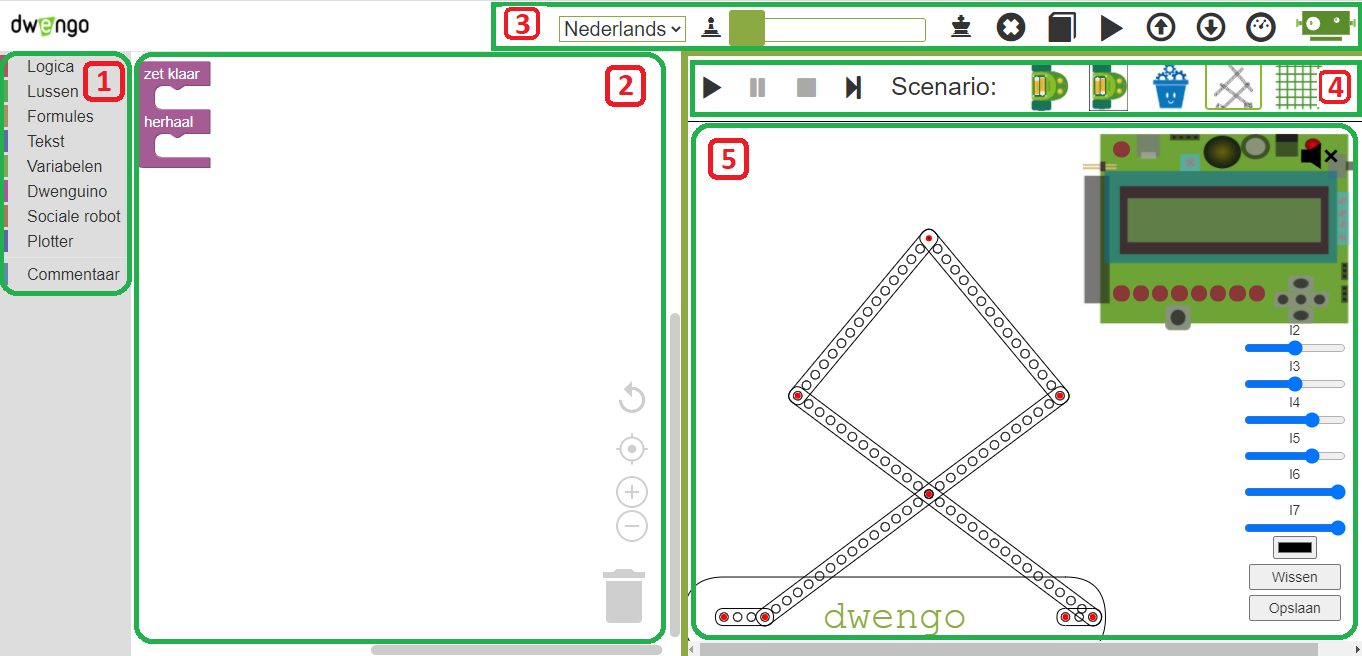 dwengo
3
Nederlands
1
Logica
Lussen
Formules
Tekst
Variabelen
Dwenguino
Sociale robot
Plotter
Commentaar
2
zet klaar
herhaal
Scenario:
4
5
I2
I3
I4
I5
I6
I7
Wissen
Opslaan
dwengo